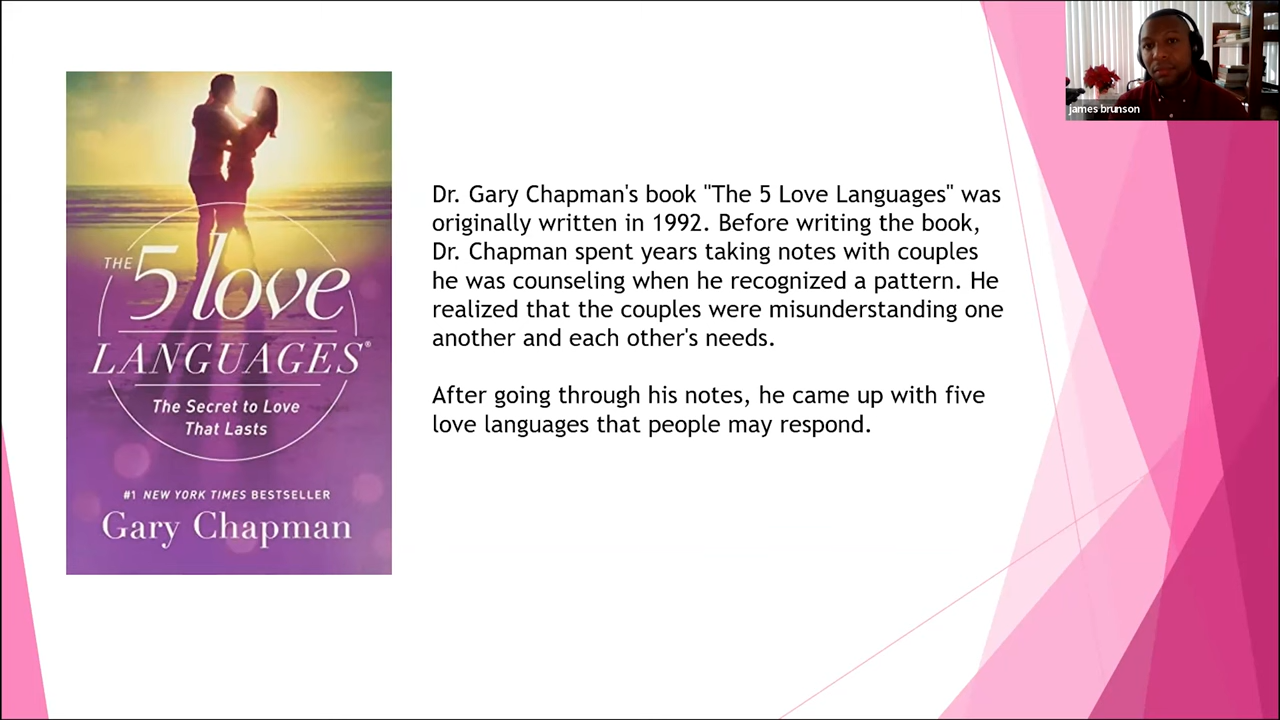 THE
5 love
LANGUAGES®
The Secret to Love
That Lasts
#1 NEW YORK TIMES BESTSELLER
Gary Chapman
Dr. Gary Chapman's book "The 5 Love Languages" was
originally written in 1992. Before writing the book,
Dr. Chapman spent years taking notes with couples
he was counseling when he recognized a pattern. He
realized that the couples were misunderstanding one
another and each other's needs.
After going through his notes, he came up with five
love languages that people may respond.
james brunson